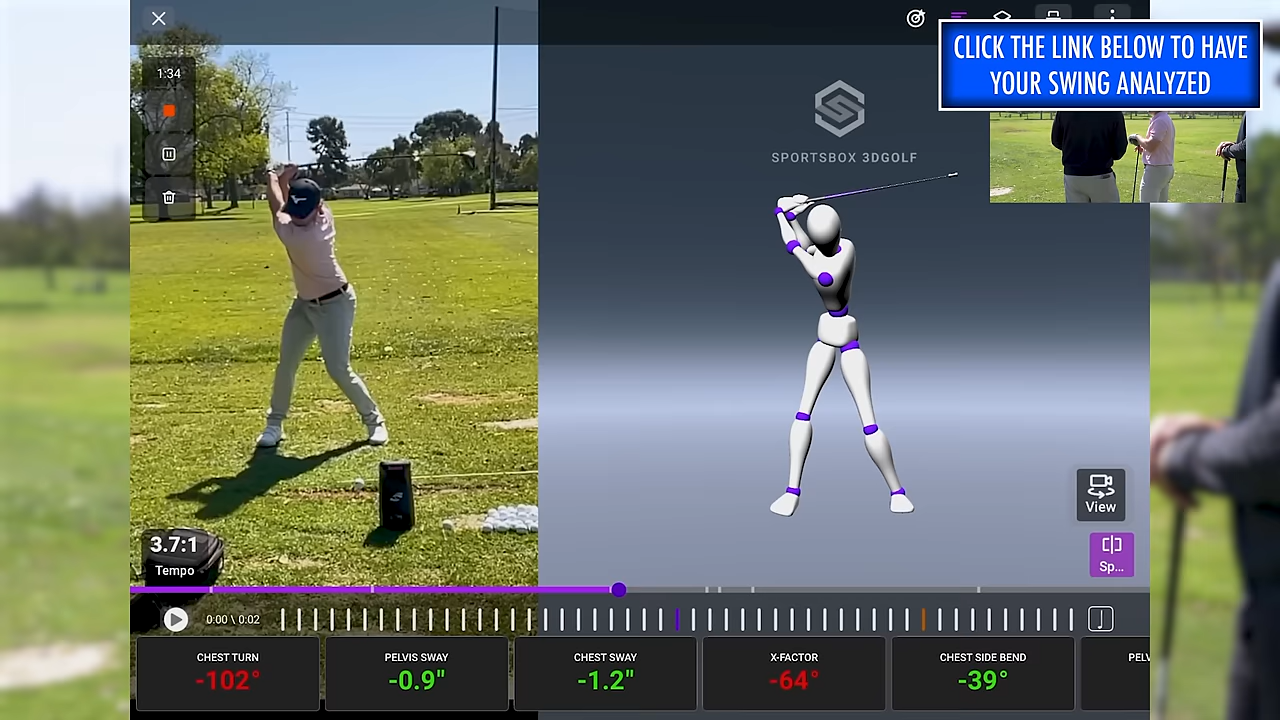 CLICK THE LINK BELOW TO HAVE
YOUR SWING ANALYZED
1:34
SPORTSBOX 3DGOLF
View
Sp...
3.7:1
Tempo
0:00 \ 0:02
CHEST TURN
-102°
PELVIS SWAY
-0.9"
CHEST SWAY
-1.2"
X-FACTOR
-64°
CHEST SIDE BEND
-39°
PELV